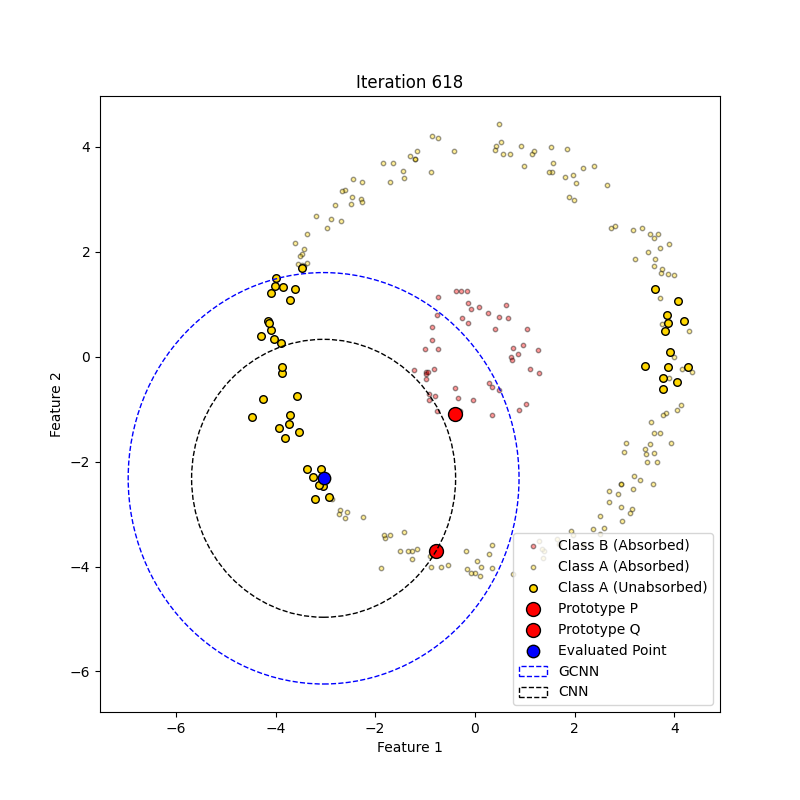 Iteration 618
4
2
0
−2
−4
−6
Feature 2
−6
−4
−2
0
2
4
Feature 1
Class B (Absorbed)
Class A (Absorbed)
Class A (Unabsorbed)
Prototype P
Prototype Q
Evaluated Point
GCNN
CNN